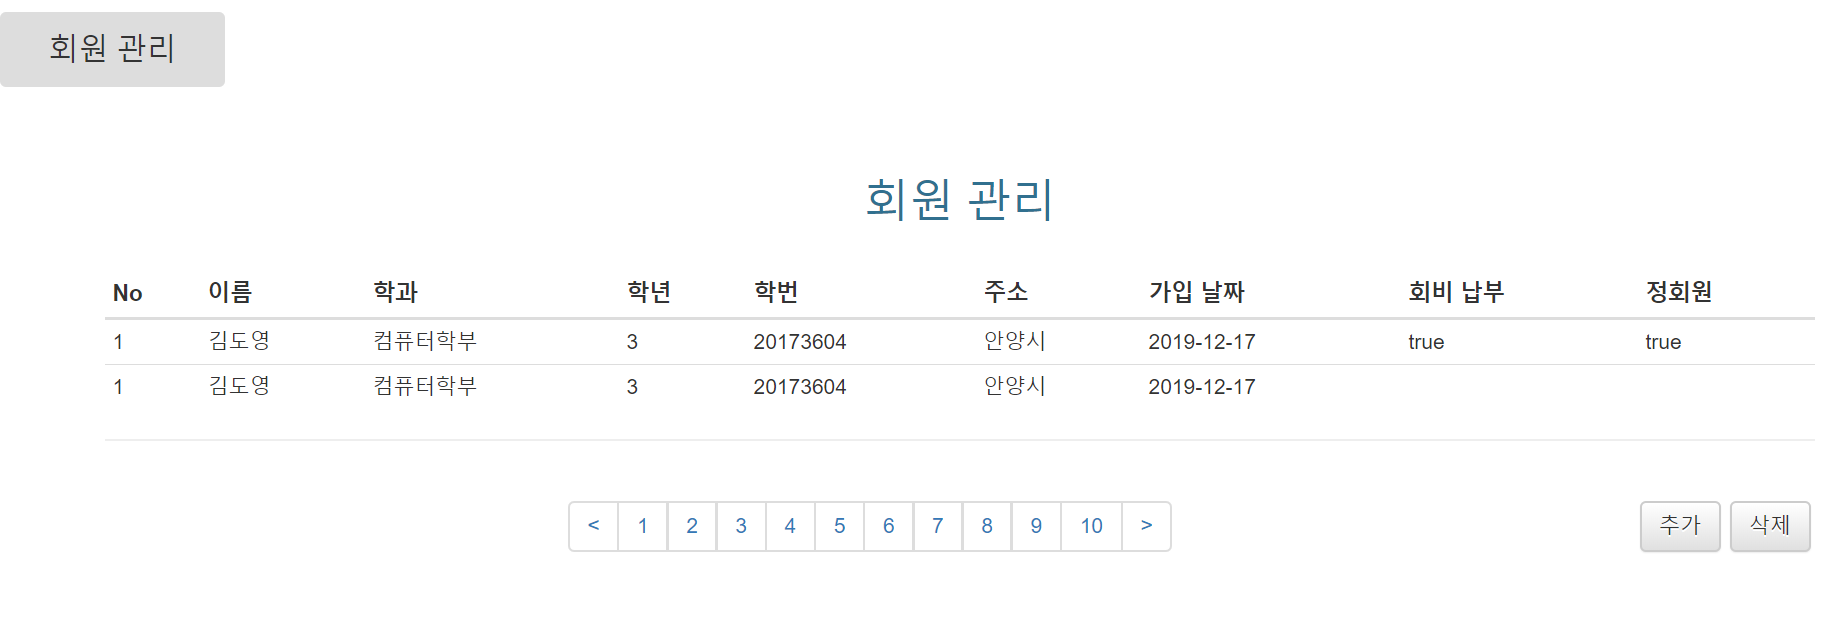 회원 관리
회원 관리
No 이름 학과 학년 학번 주소 가입 날짜 회비 납부 정회원
1 김도영 컴퓨터학부 3 20173604 안양시 2019-12-17 true true
1 김도영 컴퓨터학부 3 20173604 안양시 2019-12-17
< 1 2 3 4 5 6 7 8 9 10 > 추가 삭제